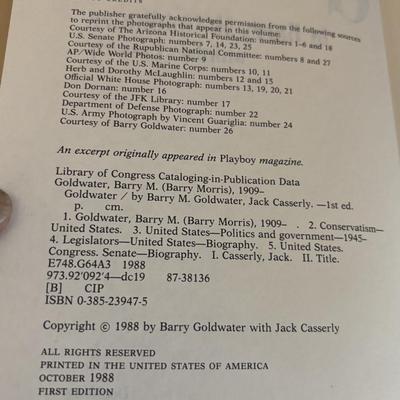 CREDITS
The publisher gratefully acknowledges permission from the following sources
to reprint the photographs that appear in this volume:
Courtesy of The Arizona Historical Foundation: numbers 1–6 and 18
U.S. Senate Photograph: numbers 7, 14, 23, 25
Courtesy of the Rupublican National Committee: numbers 8 and 27
AP/Wide World Photos: number 9
Courtesy of the U.S. Marine Corps: numbers 10, 11
Herb and Dorothy McLaughlin: numbers 12 and 15
Official White House Photograph: numbers 13, 19, 20, 21
Don Dornan: number 16
Courtesy of the JFK Library: number 17
Department of Defense Photograph: number 22
U.S. Army Photograph by Vincent Guariglia: number 24
Courtesy of Barry Goldwater: number 26
An excerpt originally appeared in Playboy magazine.
Library of Congress Cataloging-in-Publication Data
Goldwater, Barry M. (Barry Morris), 1909–
Goldwater / by Barry M. Goldwater, Jack Casserly. —1st ed.
p. cm.
1. Goldwater, Barry M. (Barry Morris), 1909– . 2. Conservatism—
United States. 3. United States—Politics and government—1945–
4. Legislators—United States—Biography. 5. United States.
Congress. Senate—Biography. I. Casserly, Jack. II. Title.
E748.G64A3 1988
973.92'092'4—dc19 87-38136
[B] CIP
ISBN 0-385-23947-5
Copyright © 1988 by Barry Goldwater with Jack Casserly
ALL RIGHTS RESERVED
PRINTED IN THE UNITED STATES OF AMERICA
OCTOBER 1988
FIRST EDITION